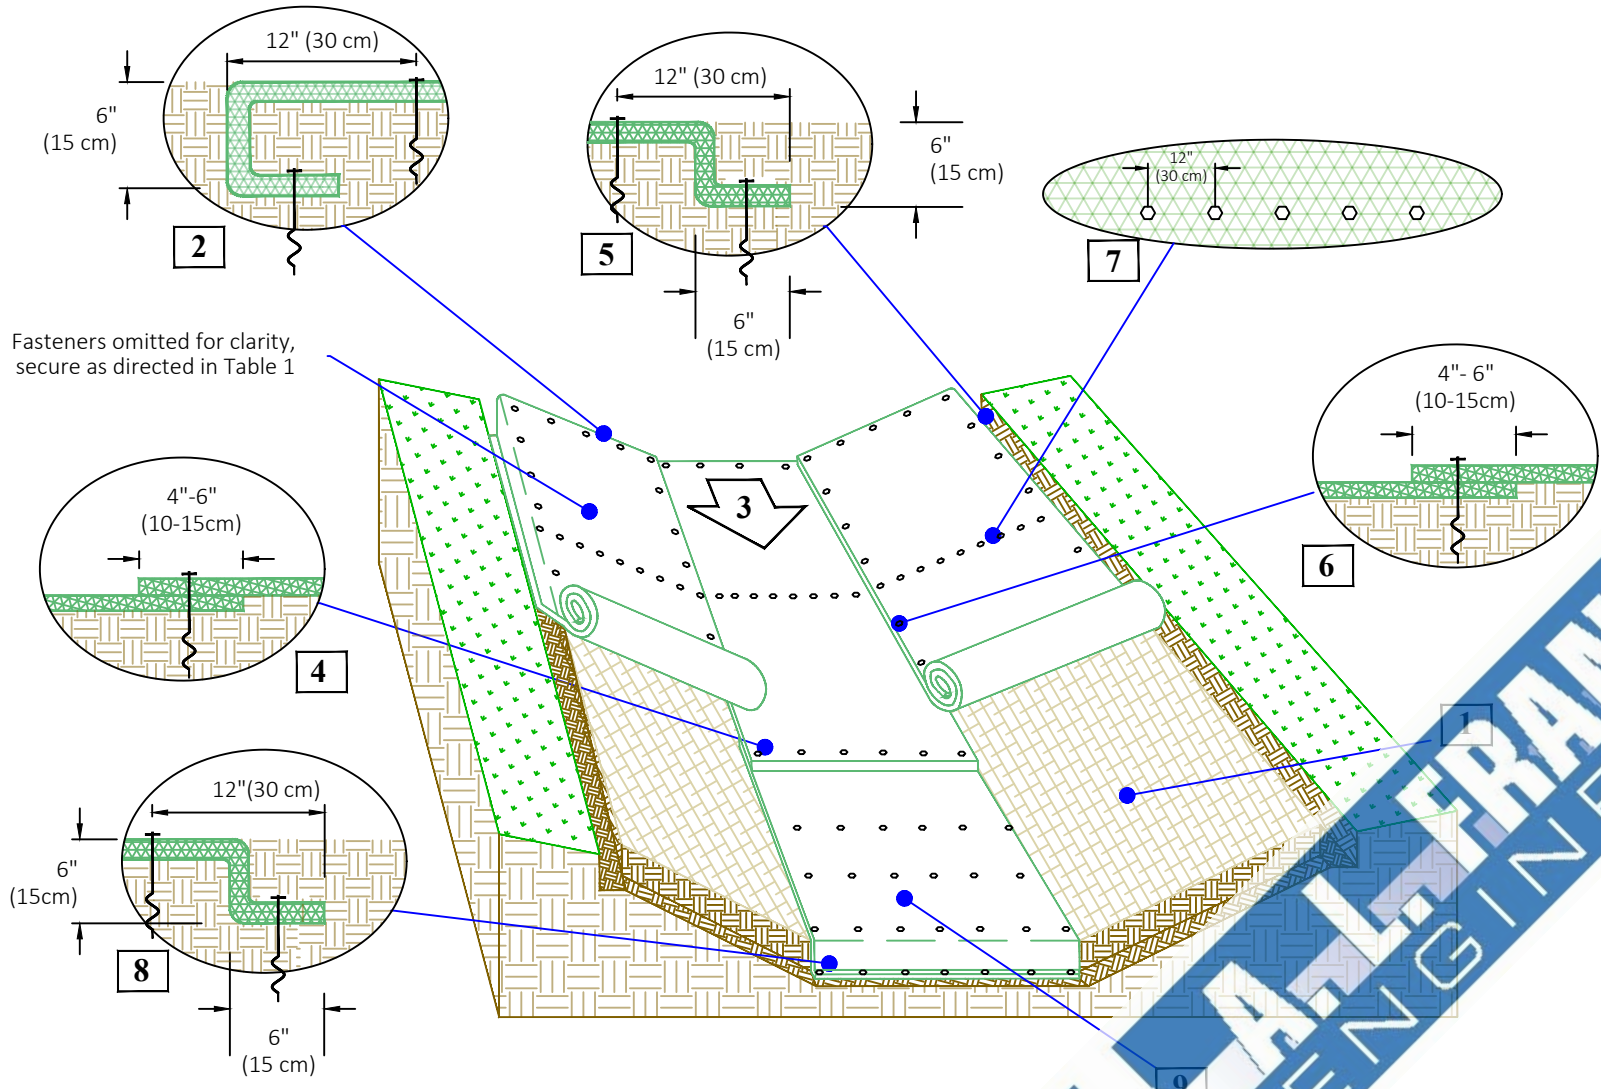 12" (30 cm)
6"
(15 cm)
2
12" (30 cm)
6"
(15 cm)
5
6"
(15 cm)
12"
(30 cm)
7
Fasteners omitted for clarity,
secure as directed in Table 1
4"- 6"
(10-15cm)
6
3
4"-6"
(10-15cm)
4
1
12"(30 cm)
6"
(15cm)
8
6"
(15 cm)
9